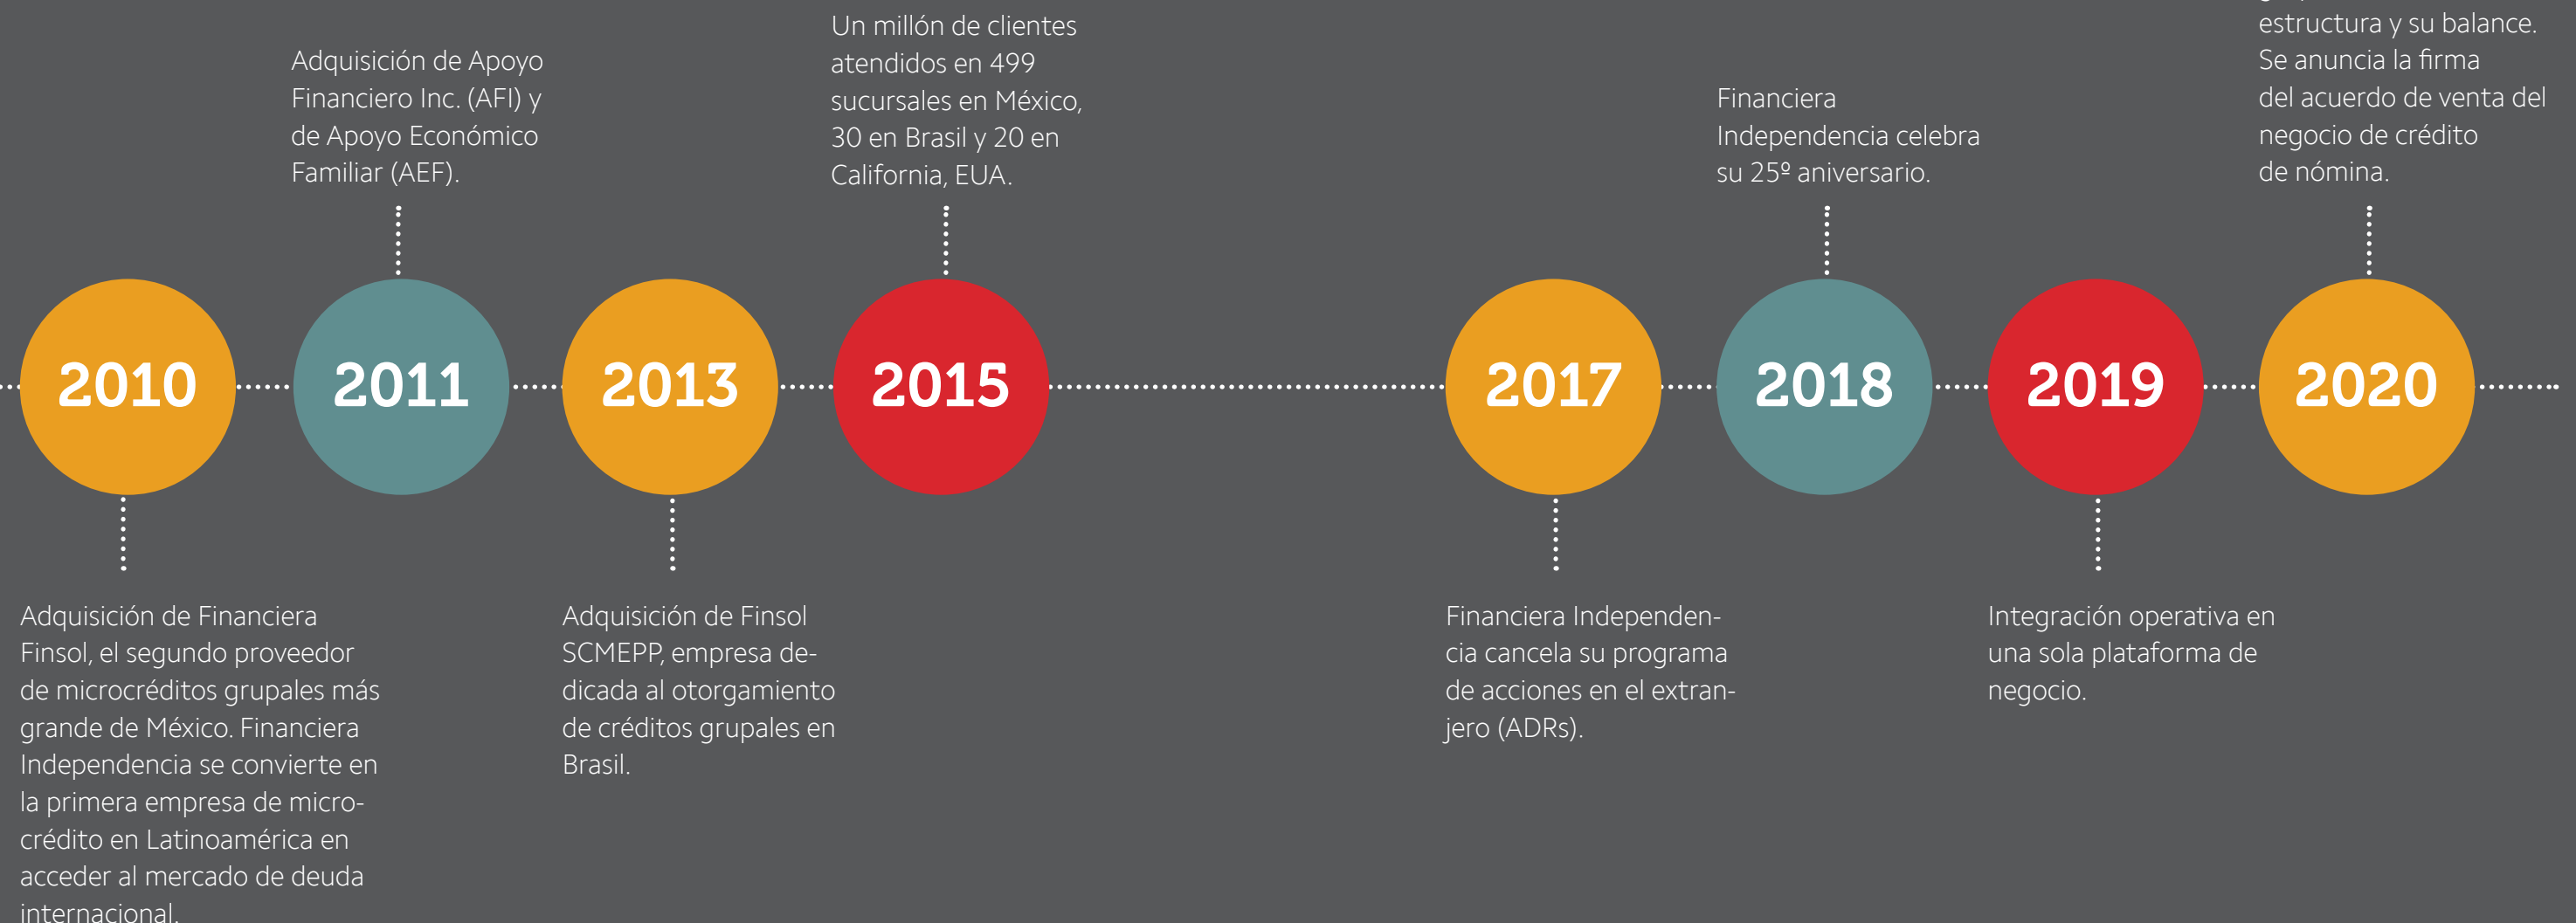 Adquisición de Apoyo
Financiero Inc. (AFI) y
de Apoyo Económico
Familiar (AEF).
Un millón de clientes
atendidos en 499
sucursales en México,
30 en Brasil y 20 en
California, EUA.
Financiera
Independencia celebra
su 25º aniversario.
estructura y su balance.
Se anuncia la firma
del acuerdo de venta del
negocio de crédito
de nómina.
2010
2011
2013
2015
2017
2018
2019
2020
Adquisición de Financiera
Finsol, el segundo proveedor
de microcréditos grupales más
grande de México. Financiera
Independencia se convierte en
la primera empresa de micro-
crédito en Latinoamérica en
acceder al mercado de deuda
internacional.
Adquisición de Finsol
SCMEPP, empresa de-
dicada al otorgamiento
de créditos grupales en
Brasil.
Financiera Independen-
cia cancela su programa
de acciones en el extran-
jero (ADRs).
Integración operativa en
una sola plataforma de
negocio.